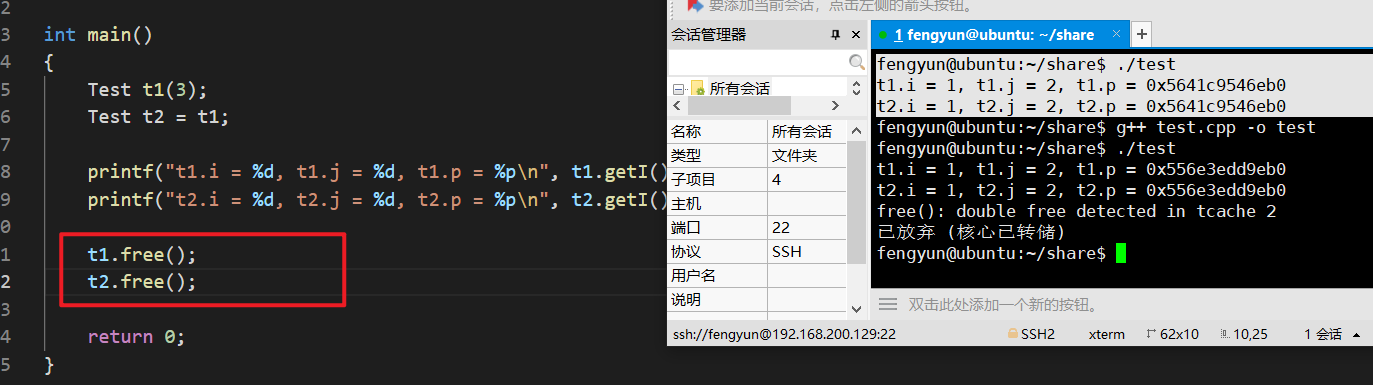 2
3 int main()
4 {
5 Test t1(3);
6 Test t2 = t1;
7
8 printf("t1.i = %d, t1.j = %d, t1.p = %p\n", t1.getI()
9 printf("t2.i = %d, t2.j = %d, t2.p = %p\n", t2.getI()
0
1 t1.free();
2 t2.free();
3
4 return 0;
5 }
要添加当前会话，点击左侧的箭头按钮。
会话管理器
所有会话
名称 所有会话
类型 文件夹
子项目 4
主机
端口 22
协议 SSH
用户名
说明
1 fengyun@ubuntu: ~/share
fengyun@ubuntu:~/share$ ./test
t1.i = 1, t1.j = 2, t1.p = 0x5641c9546eb0
t2.i = 1, t2.j = 2, t2.p = 0x5641c9546eb0
fengyun@ubuntu:~/share$ g++ test.cpp -o test
fengyun@ubuntu:~/share$ ./test
t1.i = 1, t1.j = 2, t1.p = 0x556e3edd9eb0
t2.i = 1, t2.j = 2, t2.p = 0x556e3edd9eb0
free(): double free detected in tcache 2
已放弃 (核心已转储)
fengyun@ubuntu:~/share$
双击此处添加一个新的按钮。
ssh://fengyun@192.168.200.129:22 SSH2 xterm 62x10 10,25 1 会话